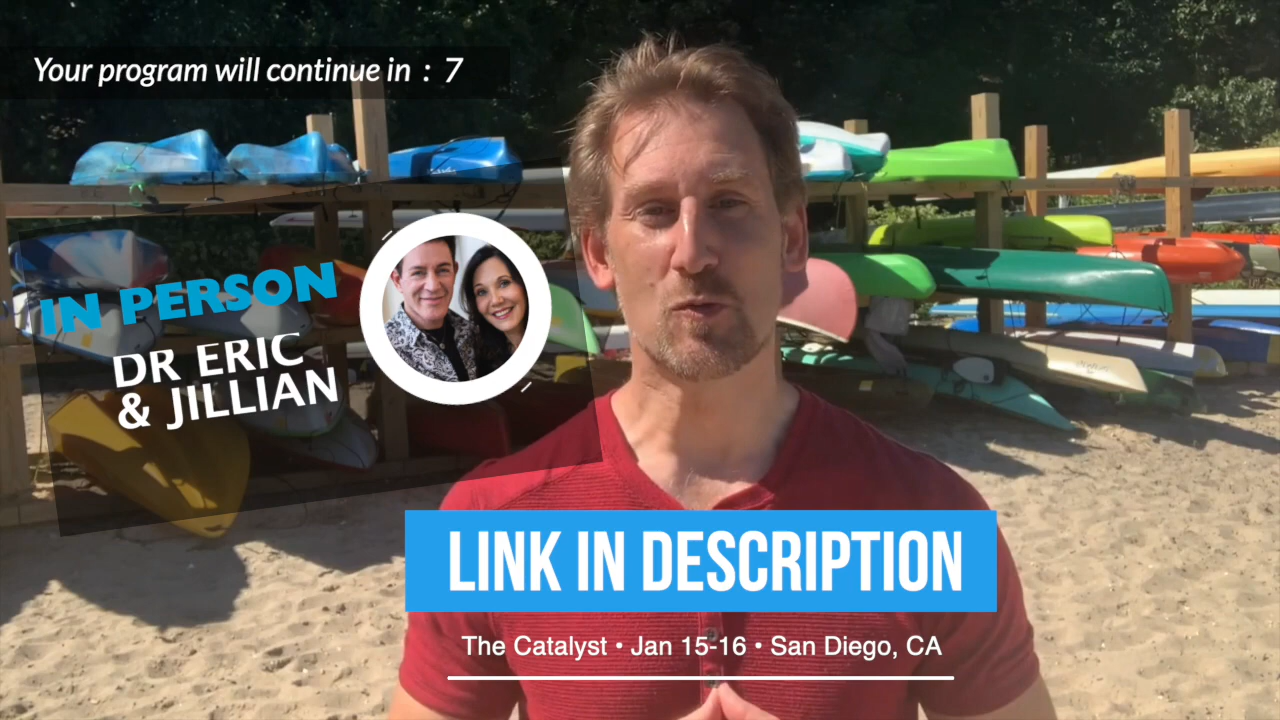 Your program will continue in : 7
IN PERSON
DR ERIC
& JILLIAN
LINK IN DESCRIPTION
The Catalyst • Jan 15-16 • San Diego, CA